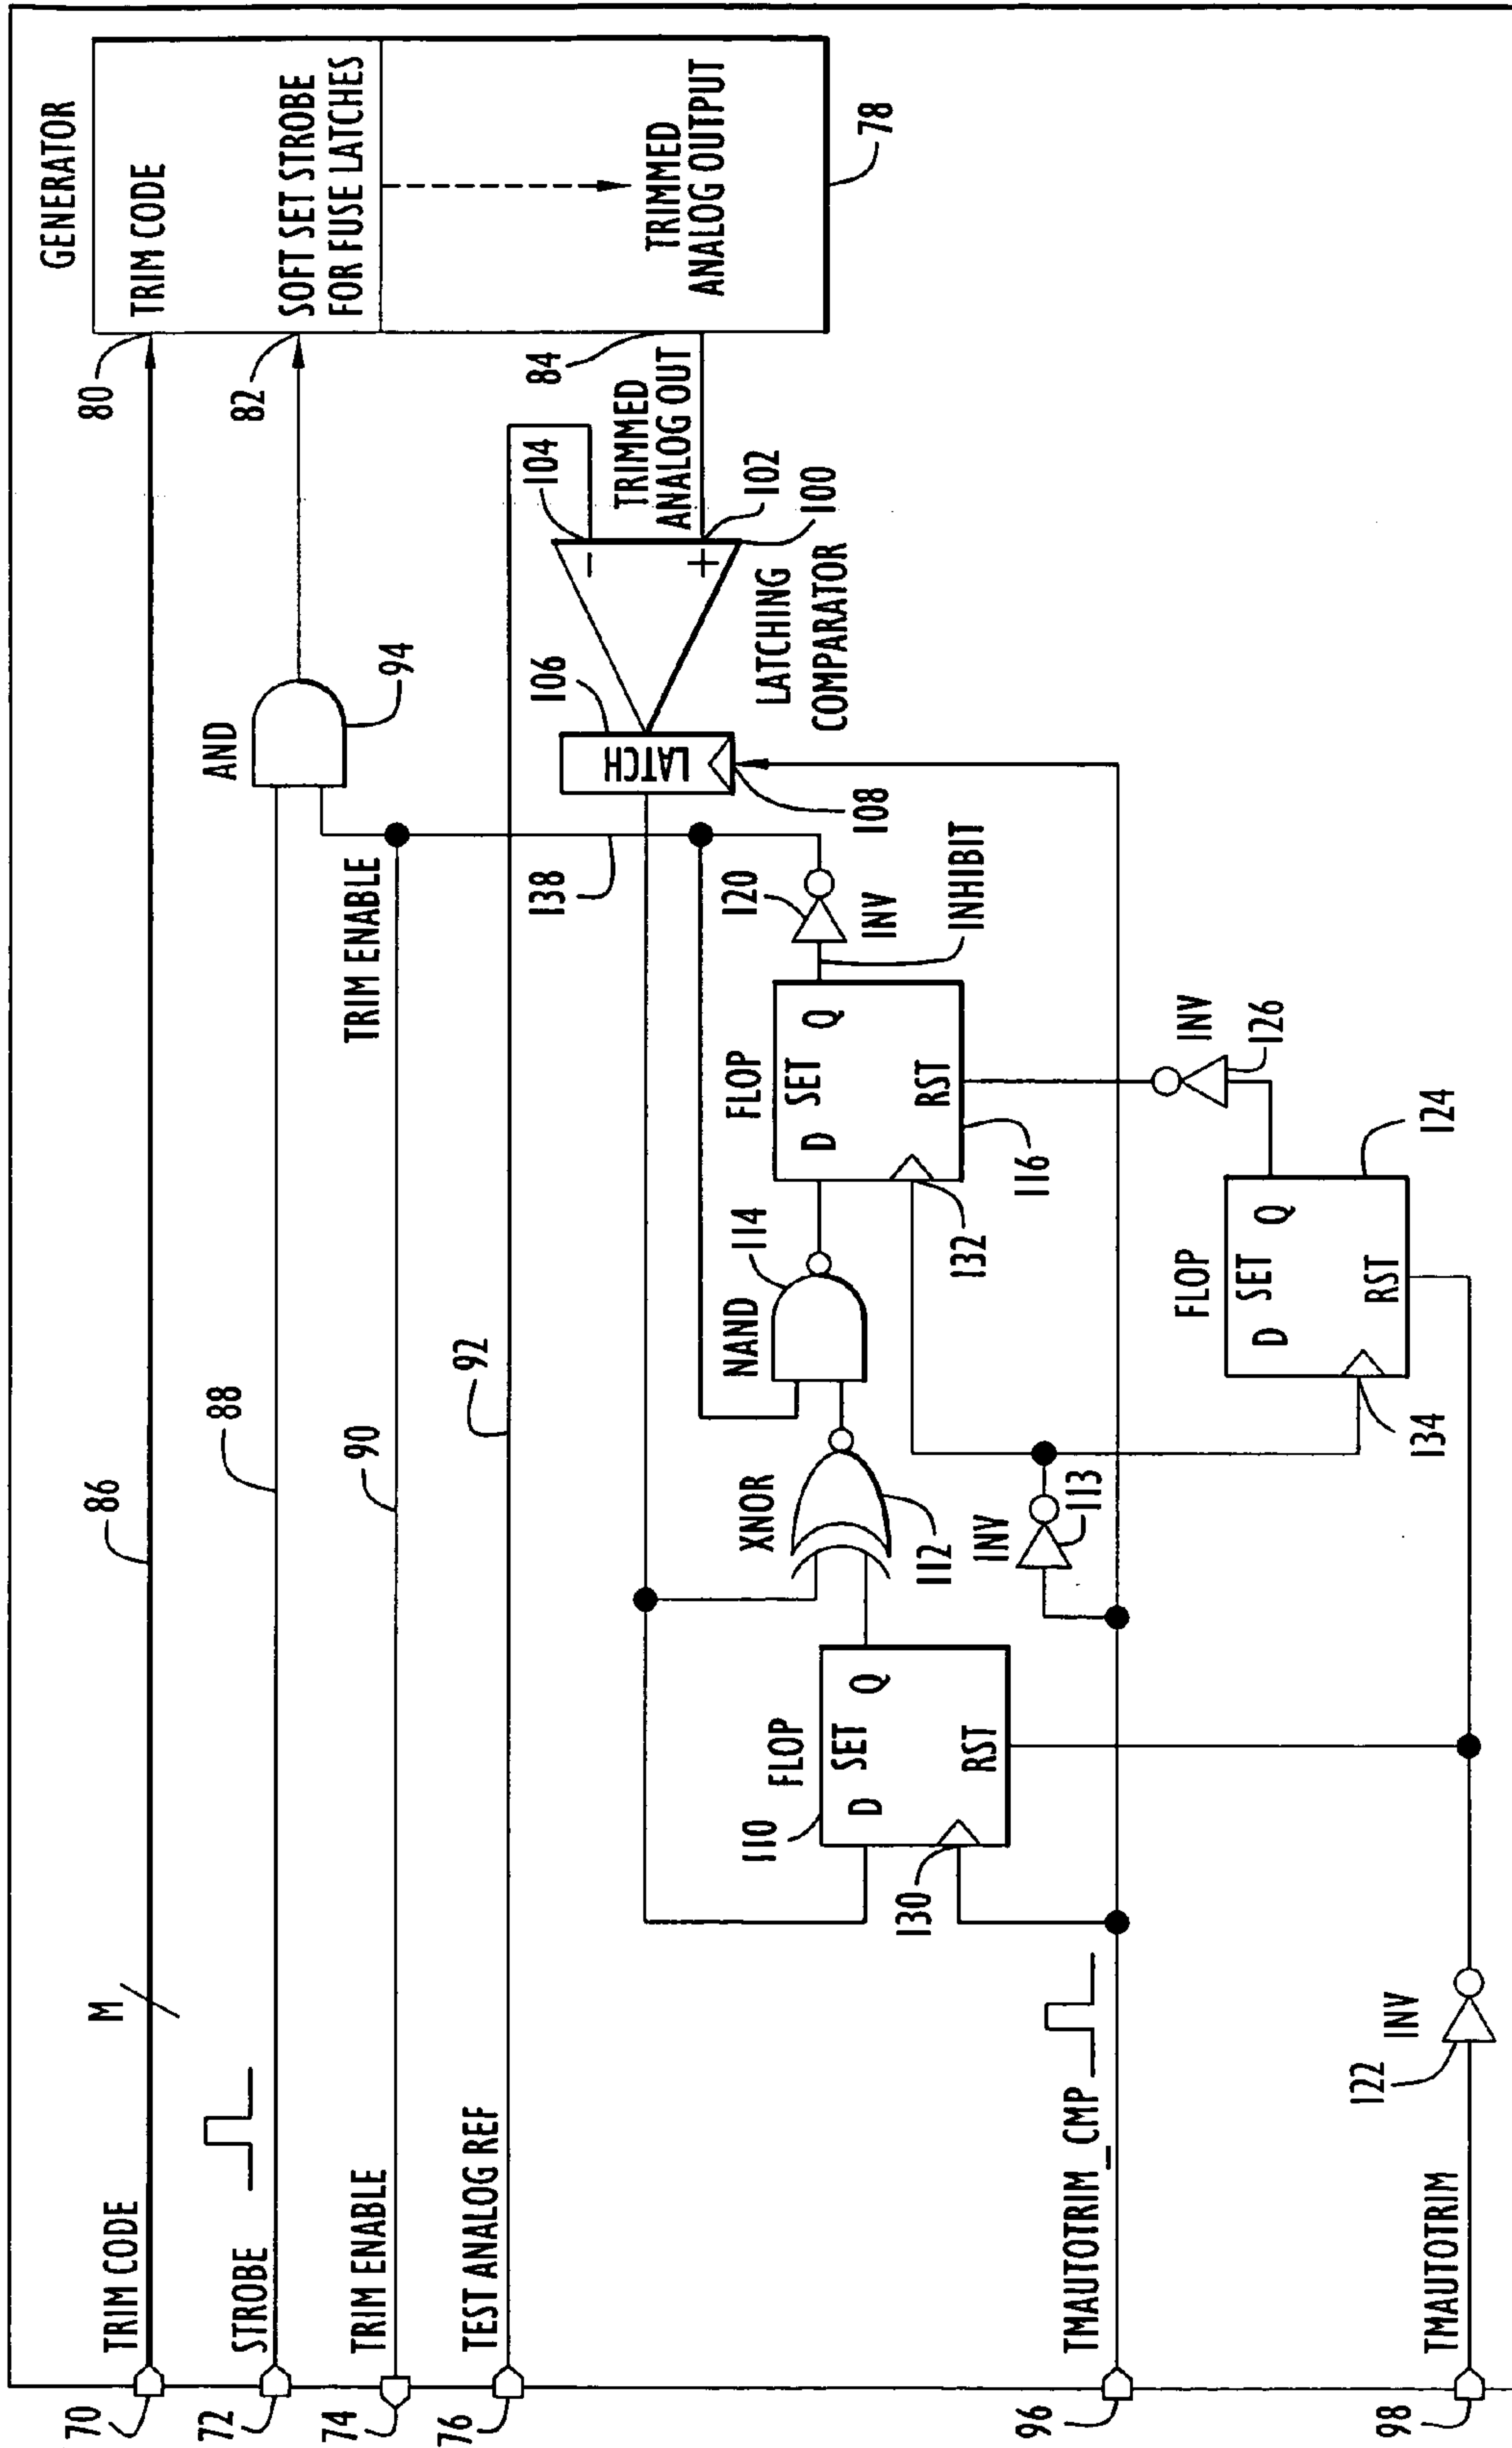 GENERATOR
TRIM CODE
SOFT SET STROBE
FOR FUSE LATCHES
TRIMMED
ANALOG OUTPUT
78
80
82
84
TRIMMED
ANALOG OUT
70
TRIM CODE
M
86
72
STROBE
88
AND
94
74
TRIM ENABLE
90
TRIM ENABLE
76
TEST ANALOG REF
92
104
102
100
LATCHING
COMPARATOR
106
LATCH
108
138
120
INV
INHIBIT
FLOP
D SET Q
RST
116
132
NAND
114
XNOR
112
INV
113
FLOP
110
D SET Q
RST
130
INV
126
FLOP
D SET Q
RST
124
134
96
TMAUTOTRIM_CMP
98
TMAUTOTRIM
122
INV